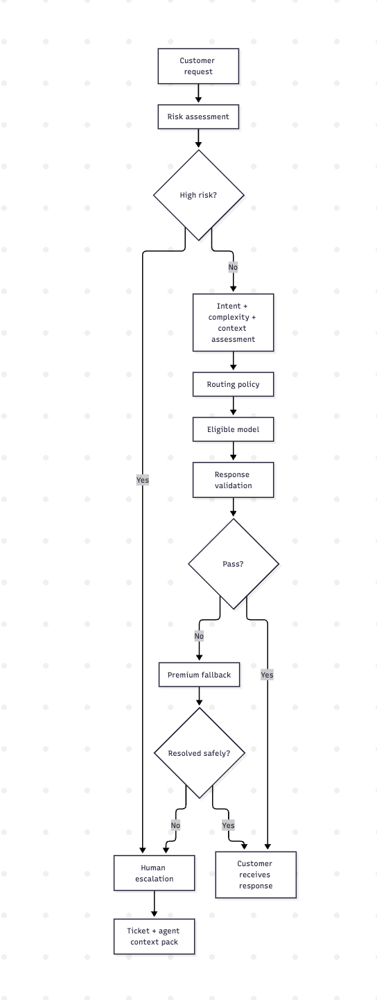 Customer
request
Risk assessment
High risk?
No
Intent +
complexity +
context
assessment
Routing policy
Eligible model
Response
validation
Yes
Pass?
No
Premium fallback
Yes
Resolved safely?
No
Yes
Human
escalation
Customer
receives
response
Ticket + agent
context pack